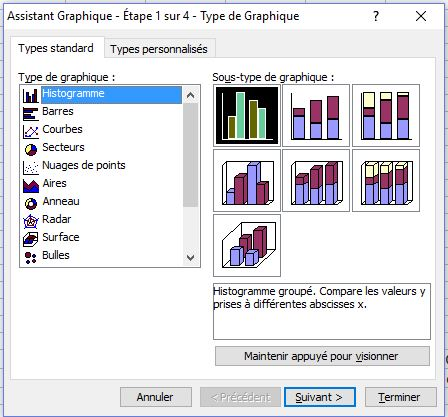 Assistant Graphique - Étape 1 sur 4 - Type de Graphique
Types standard
Types personnalisés
Type de graphique :
Sous-type de graphique :
Histogramme
Barres
Courbes
Secteurs
Nuages de points
Aires
Anneau
Radar
Surface
Bulles
Histogramme groupé. Compare les valeurs y
prises à différentes abscisses x.
Maintenir appuyé pour visionner
Annuler
< Précédent
Suivant >
Terminer